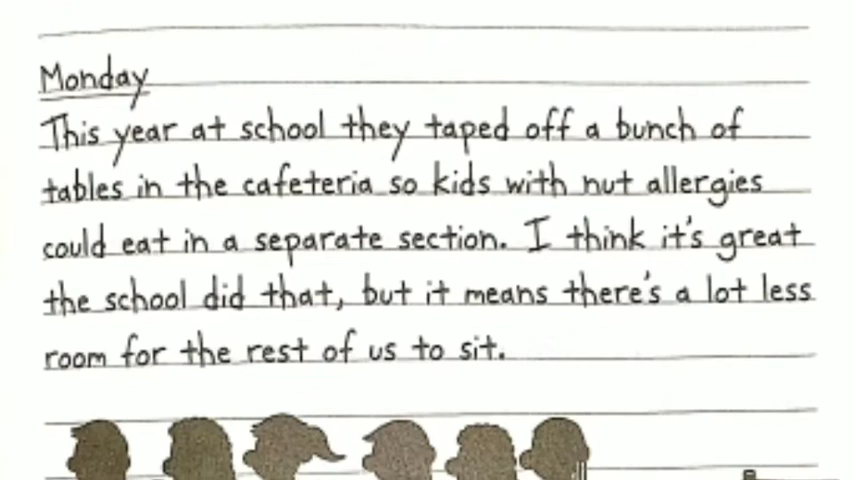 Monday
This year at school they taped off a bunch of
tables in the cafeteria so kids with nut allergies
could eat in a separate section. I think it's great
the school did that, but it means there's a lot less
room for the rest of us to sit.